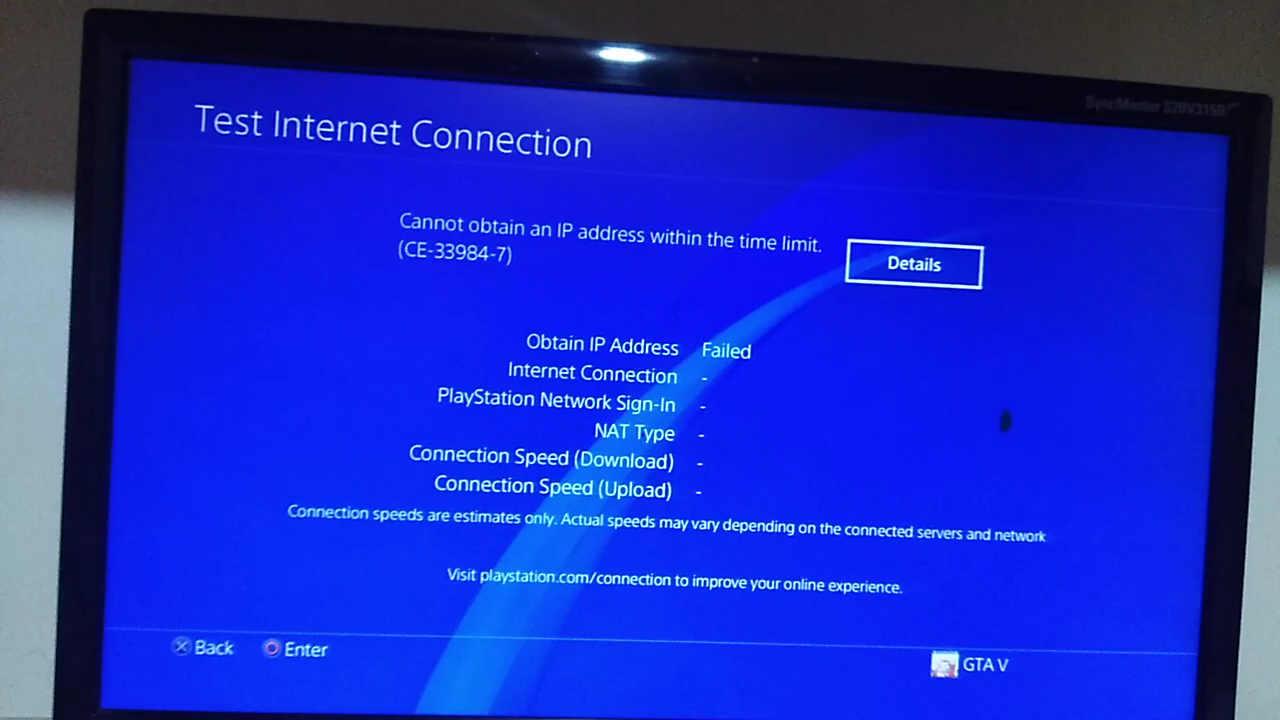 Test Internet Connection
Cannot obtain an IP address within the time limit.
(CE-33984-7)
Details
Obtain IP Address Failed
Internet Connection -
PlayStation Network Sign-In -
NAT Type -
Connection Speed (Download) -
Connection Speed (Upload) -
Connection speeds are estimates only. Actual speeds may vary depending on the connected servers and network
Visit playstation.com/connection to improve your online experience.
Back Enter
GTA V
SyncMaster